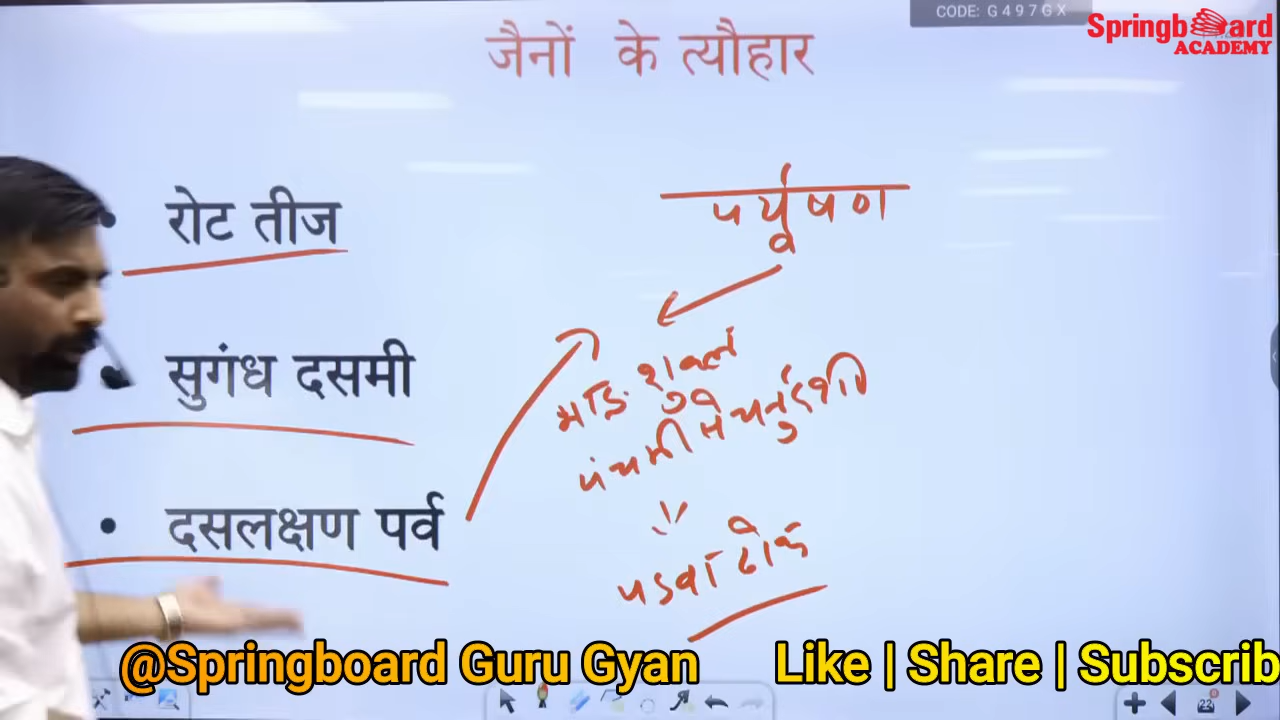 CODE: G497GX
Springboard
ACADEMY
जैनों के त्यौहार
• रोट तीज
• सुगंध दसमी
• दसलक्षण पर्व
पर्यूषण
शुक्ल
पंचमी से चतुर्दशी
पडवा ढोक
@Springboard Guru Gyan Like | Share | Subscrib
22